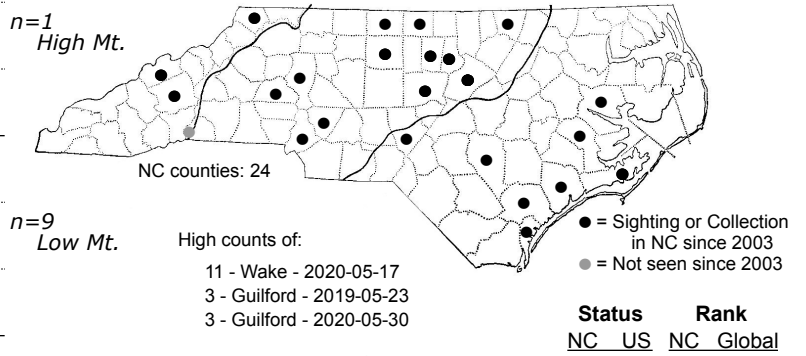 n=1
High Mt.
NC counties: 24
n=9
Low Mt.
High counts of:
11 - Wake - 2020-05-17
3 - Guilford - 2019-05-23
3 - Guilford - 2020-05-30
= Sighting or Collection
in NC since 2003
= Not seen since 2003
Status Rank
NC US NC Global